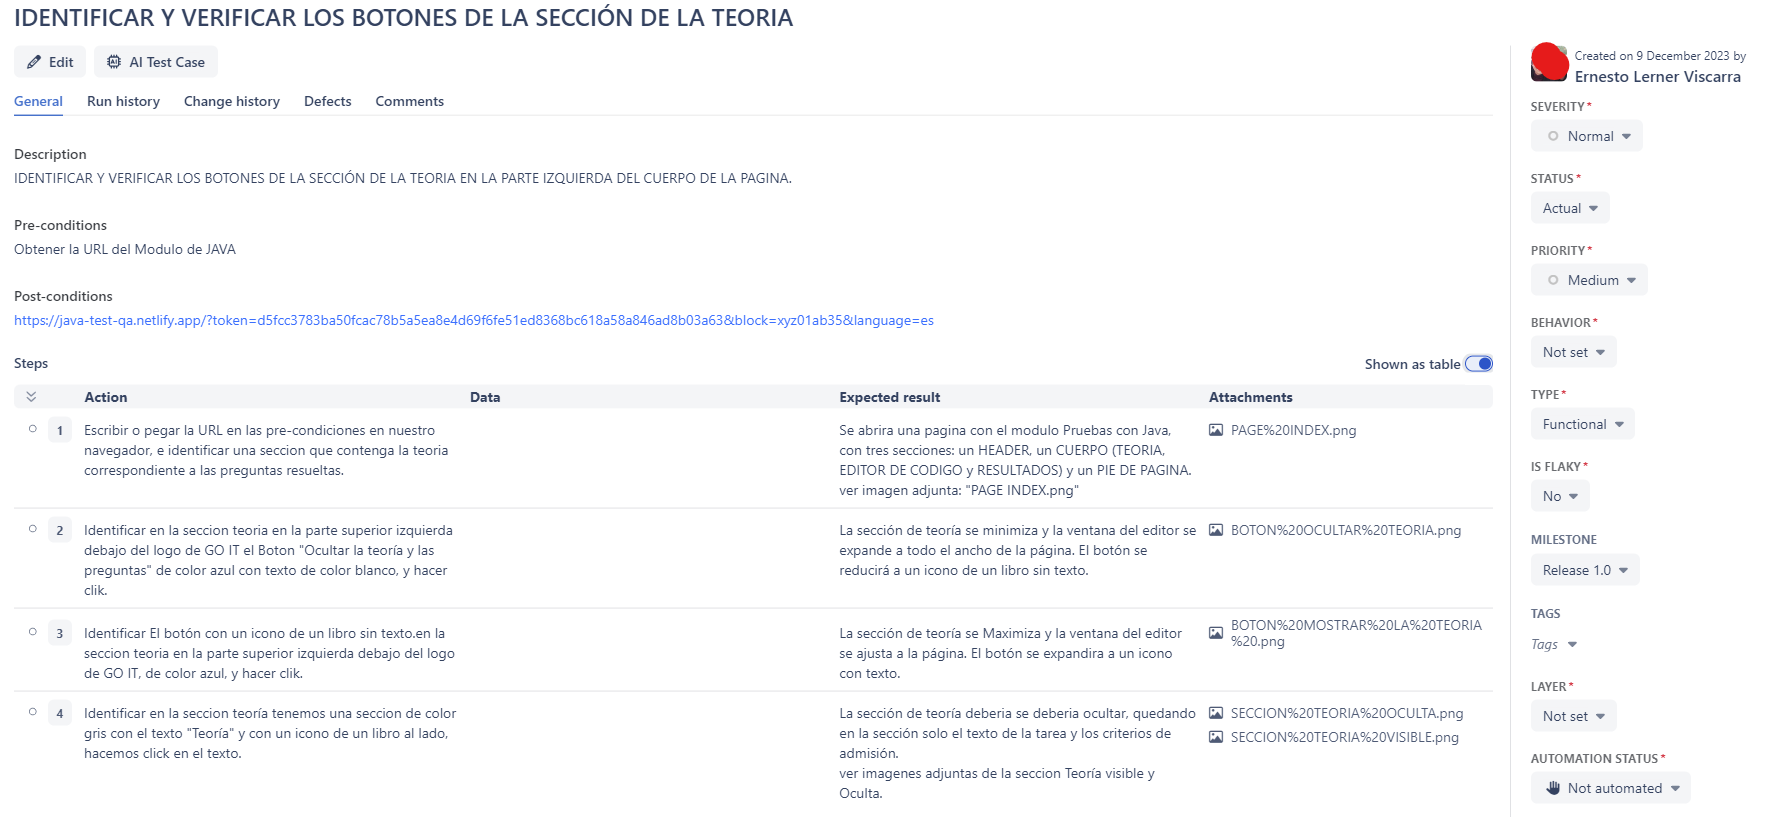 IDENTIFICAR Y VERIFICAR LOS BOTONES DE LA SECCIÓN DE LA TEORIA
Edit
AI Test Case
General
Run history
Change history
Defects
Comments
Description
IDENTIFICAR Y VERIFICAR LOS BOTONES DE LA SECCIÓN DE LA TEORIA EN LA PARTE IZQUIERDA DEL CUERPO DE LA PAGINA.
Pre-conditions
Obtener la URL del Modulo de JAVA
Post-conditions
https://java-test-qa.netlify.app/?token=d5fcc3783ba50fcac78b5a5ea8e4d69f6fe51ed8368bc618a58a846ad8b03a63&block=xyz01ab35&language=es
Steps
Shown as table
Action
Data
Expected result
Attachments
1
Escribir o pegar la URL en las pre-condiciones en nuestro
navegador, e identificar una seccion que contenga la teoria
correspondiente a las preguntas resueltas.
Se abrira una pagina con el modulo Pruebas con Java,
con tres secciones: un HEADER, un CUERPO (TEORIA,
EDITOR DE CODIGO y RESULTADOS) y un PIE DE PAGINA.
ver imagen adjunta: "PAGE INDEX.png"
PAGE%20INDEX.png
2
Identificar en la seccion teoria en la parte superior izquierda
debajo del logo de GO IT el Boton "Ocultar la teoría y las
preguntas" de color azul con texto de color blanco, y hacer
clik.
La sección de teoría se minimiza y la ventana del editor se
expande a todo el ancho de la página. El botón se
reducirá a un icono de un libro sin texto.
BOTON%20OCULTAR%20TEORIA.png
3
Identificar El botón con un icono de un libro sin texto.en la
seccion teoria en la parte superior izquierda debajo del logo
de GO IT, de color azul, y hacer clik.
La sección de teoría se Maximiza y la ventana del editor
se ajusta a la página. El botón se expandira a un icono
con texto.
BOTON%20MOSTRAR%20LA%20TEORIA
%20.png
4
Identificar en la seccion teoría tenemos una seccion de color
gris con el texto "Teoría" y con un icono de un libro al lado,
hacemos click en el texto.
La sección de teoría deberia se deberia ocultar, quedando
en la sección solo el texto de la tarea y los criterios de
admisión.
ver imagenes adjuntas de la seccion Teoría visible y
Oculta.
SECCION%20TEORIA%20OCULTA.png
SECCION%20TEORIA%20VISIBLE.png
Created on 9 December 2023 by
Ernesto Lerner Viscarra
SEVERITY*
Normal
STATUS*
Actual
PRIORITY*
Medium
BEHAVIOR*
Not set
TYPE*
Functional
IS FLAKY*
No
MILESTONE
Release 1.0
TAGS
Tags
LAYER*
Not set
AUTOMATION STATUS*
Not automated